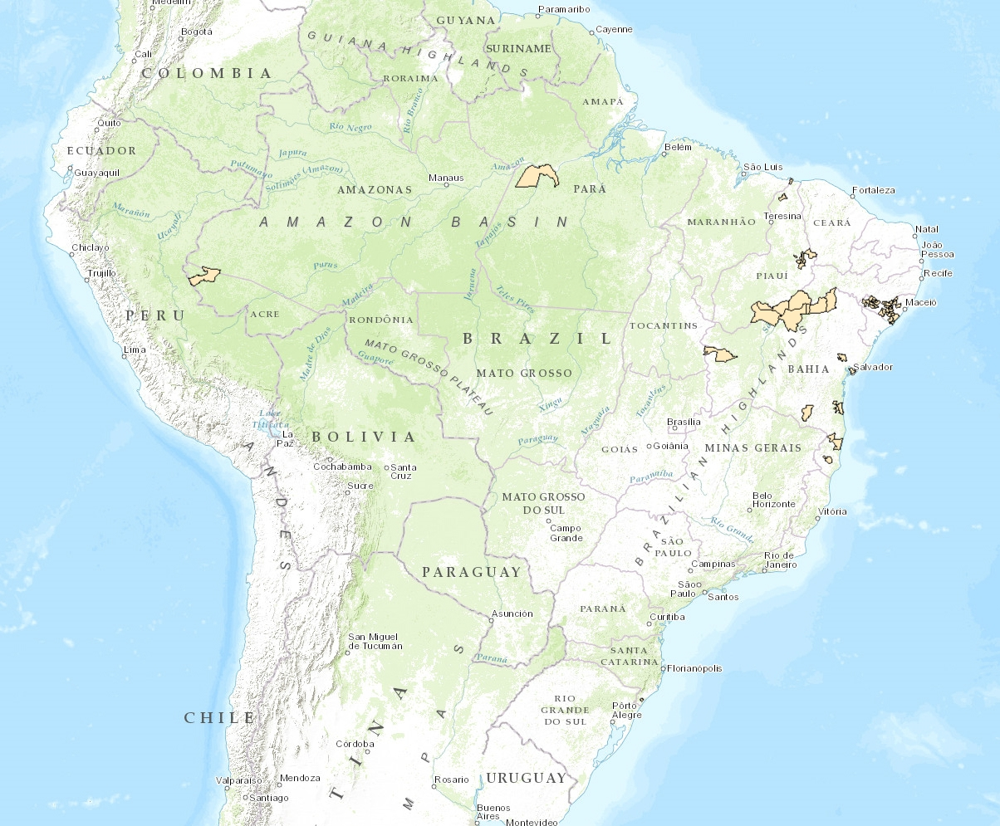 Medellín
Bogotá
Cali
COLOMBIA
Quito
ECUADOR
Guayaquil
GUYANA
Paramaribo
Cayenne
SURINAME
GUIANA HIGHLANDS
RORAIMA
AMAPÁ
Rio Branco
Rio Negro
Japura
Putumayo
Solimões (Amazon)
Amazon
Manaus
AMAZONAS
PARÁ
Belém
São Luís
Fortaleza
Teresina
MARANHÃO
CEARÁ
Natal
João
Pessoa
Recife
PIAUÍ
Maceió
Marañón
Ucayali
AMAZON BASIN
Tapajós
Chiclayo
Trujillo
Purus
Madeira
Juruena
Teles Pires
PERU
ACRE
RONDÔNIA
TOCANTINS
BRAZIL
Lima
Madre de Dios
MATO GROSSO PLATEAU
Guaporé
MATO GROSSO
BAHIA
Salvador
BRAZILIAN HIGHLANDS
Xingu
Araguaia
Tocantins
Lake
Titicaca
La
Paz
BOLIVIA
Paraguay
Brasília
GOIÁS
Goiânia
MINAS GERAIS
ANDES
Cochabamba
Santa
Cruz
Sucre
Paranaíba
MATO GROSSO
DO SUL
Campo
Grande
Belo
Horizonte
Vitória
Rio Grande
SÃO
PAULO
Campinas
Rio de
Janeiro
São
Paulo
Santos
PARAGUAY
Asunción
PARANÁ
Curitiba
San Miguel
de Tucumán
Paraná
SANTA
CATARINA
Florianópolis
RIO
GRANDE
DO SUL
Pôrto
Alegre
CHILE
Córdoba
TINA
MPAS
Valparaíso
Mendoza
Santiago
Rosario
URUGUAY
Buenos
Aires
Montevideo